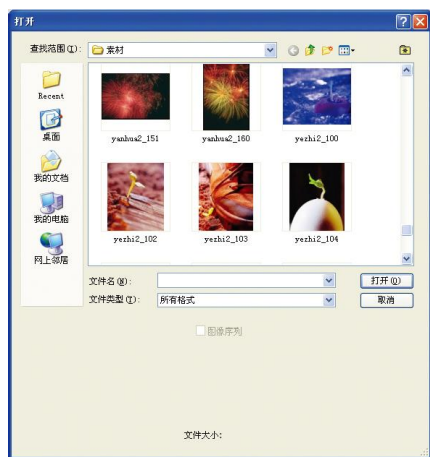 打开
查找范围(I):
素材
Recent
桌面
我的文档
我的电脑
网上邻居
yanhua2_151
yanhua2_160
yezhi2_100
yezhi2_102
yezhi2_103
yezhi2_104
文件名(N):
打开(O)
文件类型(T):
所有格式
取消
图像序列
文件大小: